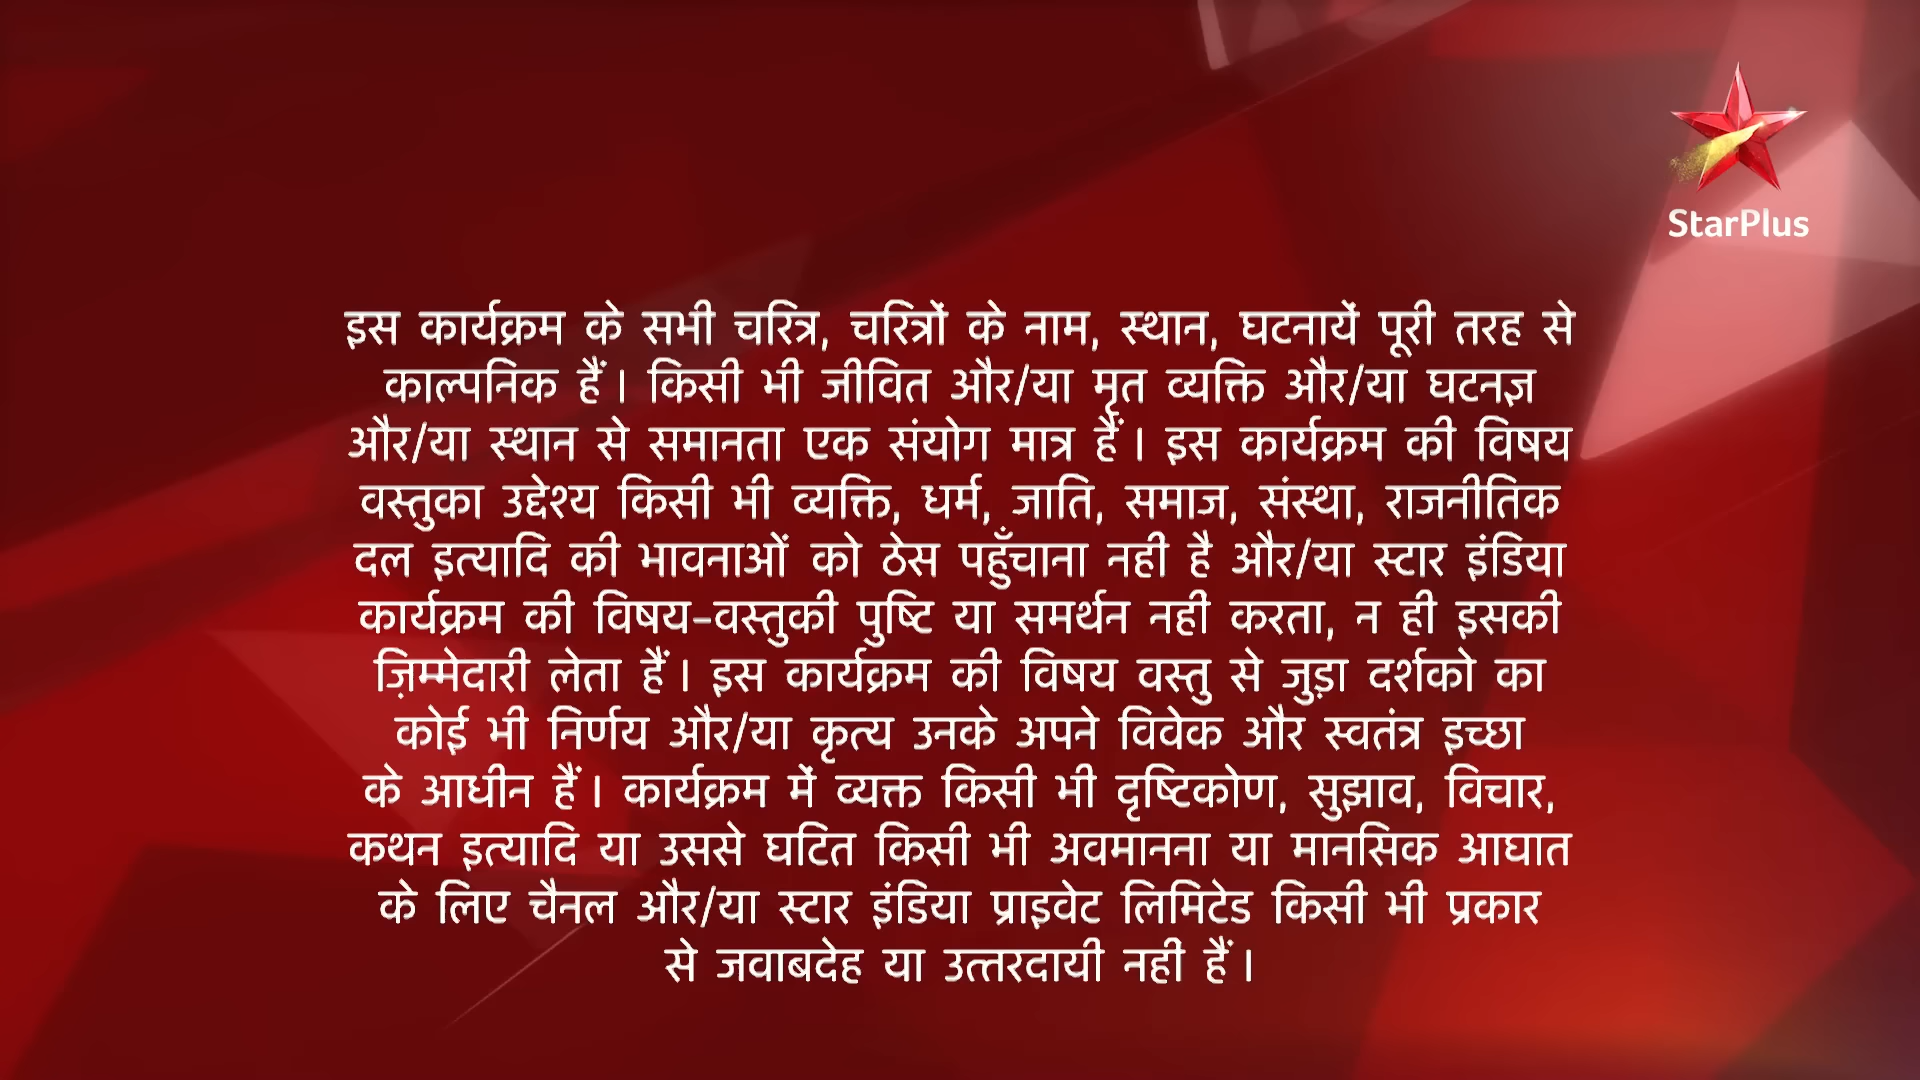 StarPlus
इस कार्यक्रम के सभी चरित्र, चरित्रों के नाम, स्थान, घटनायें पूरी तरह से
काल्पनिक हैं। किसी भी जीवित और/या मृत व्यक्ति और/या घटनज्ञ
और/या स्थान से समानता एक संयोग मात्र हैं। इस कार्यक्रम की विषय
वस्तुका उद्देश्य किसी भी व्यक्ति, धर्म, जाति, समाज, संस्था, राजनीतिक
दल इत्यादि की भावनाओं को ठेस पहुँचाना नही है और/या स्टार इंडिया
कार्यक्रम की विषय-वस्तुकी पुष्टि या समर्थन नही करता, न ही इसकी
ज़िम्मेदारी लेता हैं। इस कार्यक्रम की विषय वस्तु से जुड़ा दर्शको का
कोई भी निर्णय और/या कृत्य उनके अपने विवेक और स्वतंत्र इच्छा
के आधीन हैं। कार्यक्रम में व्यक्त किसी भी दृष्टिकोण, सुझाव, विचार,
कथन इत्यादि या उससे घटित किसी भी अवमानना या मानसिक आघात
के लिए चैनल और/या स्टार इंडिया प्राइवेट लिमिटेड किसी भी प्रकार
से जवाबदेह या उत्तरदायी नही हैं।